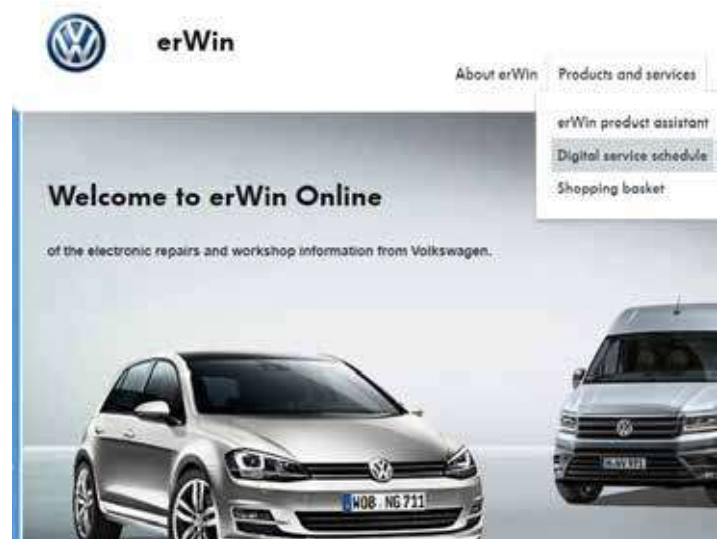 erWin
About erWin
Products and services
erWin product assistant
Digital service schedule
Shopping basket
Welcome to erWin Online
of the electronic repairs and workshop information from Volkswagen.
WOB NG 711